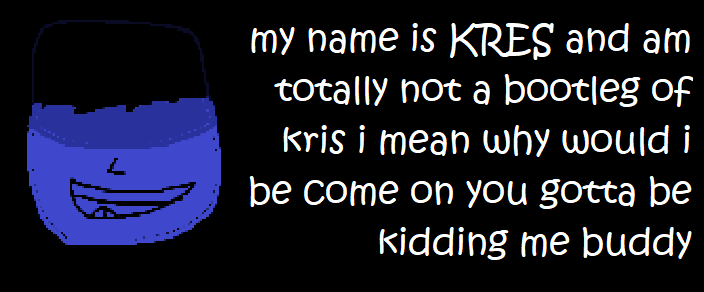 my name is KRES and am
totally not a bootleg of
kris i mean why would i
be come on you gotta be
kidding me buddy